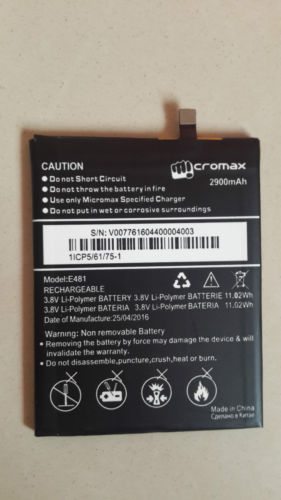 CAUTION
micromax
2900mAh
Do not Short Circuit
Do not throw the battery in fire
Use only Micromax Specified Charger
Do not put in wet or corrosive surroundings
S/N: V007761604400004003
1ICP5/61/75-1
Model:E481
RECHARGEABLE
3.8V Li-Polymer BATTERY 3.8V Li-Polymer BATTERIE 11.02Wh
3.8V Li-Polymer BATERIA 3.8V Li-Polymer BATERIA 11.02Wh
Date of Manufacture: 25/04/2016
Warning: Non removable battery
Removing the battery will damage the device &
will invalidate the warranty.
Do not disassemble,puncture,crush,heat or burn.
Made in China
Сделано в Китае